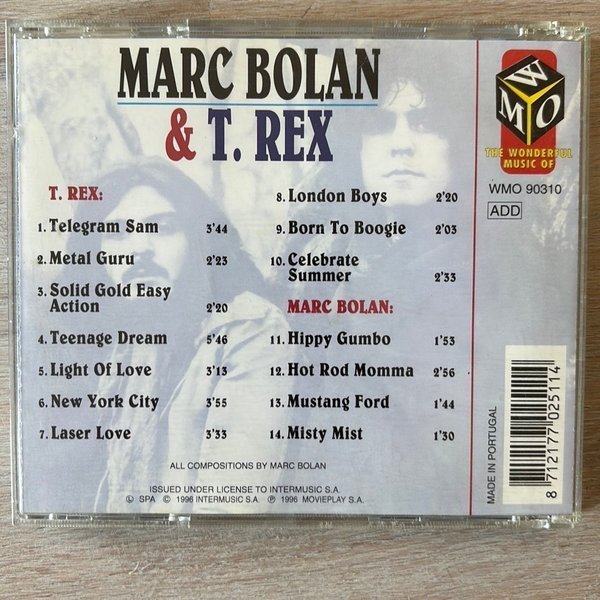 MARC BOLAN
& T. REX
T. REX:
1. Telegram Sam 3'44
2. Metal Guru 2'23
3. Solid Gold Easy
Action 2'20
4. Teenage Dream 5'46
5. Light Of Love 3'13
6. New York City 3'55
7. Laser Love 3'33
8. London Boys 2'20
9. Born To Boogie 2'03
10. Celebrate
Summer 2'33
MARC BOLAN:
11. Hippy Gumbo 1'53
12. Hot Rod Momma 2'56
13. Mustang Ford 1'44
14. Misty Mist 1'30
ALL COMPOSITIONS BY MARC BOLAN
ISSUED UNDER LICENSE TO INTERMUSIC S.A.
Ⓛ SPA © 1996 INTERMUSIC S.A. ℗ 1996 MOVIEPLAY S.A.
WMO
THE WONDERFUL
MUSIC OF
WMO 90310
ADD
MADE IN PORTUGAL
8 712177 025114